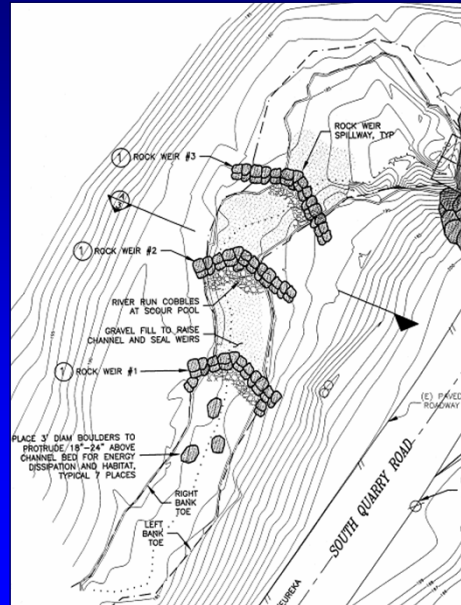 ROCK WEIR
SPILLWAY, TYP
1 ROCK WEIR #3
1 ROCK WEIR #2
RIVER RUN COBBLES
AT SCOUR POOL
GRAVEL FILL TO RAISE
CHANNEL AND SEAL WEIRS
1 ROCK WEIR #1
(E) PAVED
ROADWAY
PLACE 3' DIAM BOULDERS TO
PROTRUDE 18"-24" ABOVE
CHANNEL BED FOR ENERGY
DISSIPATION AND HABITAT,
TYPICAL 7 PLACES
RIGHT
BANK
TOE
LEFT
BANK
TOE
SOUTH QUARRY ROAD
EUREKA